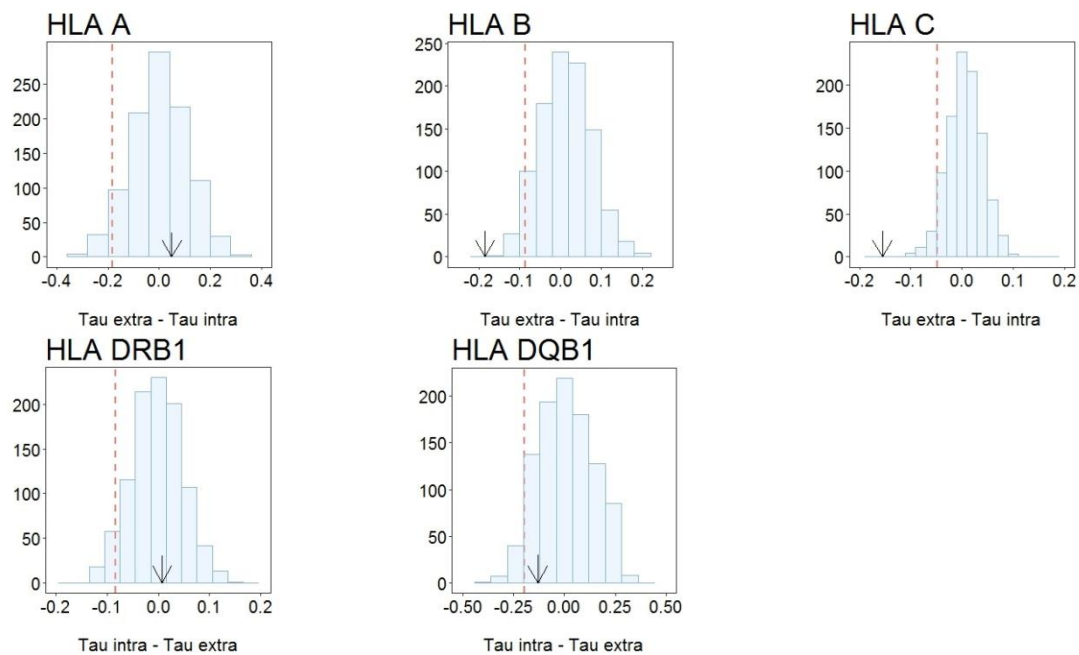 HLA A
HLA B
HLA C
250
200
150
100
50
0
250
200
150
100
50
0
200
150
100
50
0
-0.4 -0.2 0.0 0.2 0.4
-0.2 -0.1 0.0 0.1 0.2
-0.2 -0.1 0.0 0.1 0.2
Tau extra - Tau intra
Tau extra - Tau intra
Tau extra - Tau intra
HLA DRB1
HLA DQB1
200
150
100
50
0
200
150
100
50
0
-0.2 -0.1 0.0 0.1 0.2
-0.50 -0.25 0.00 0.25 0.50
Tau intra - Tau extra
Tau intra - Tau extra